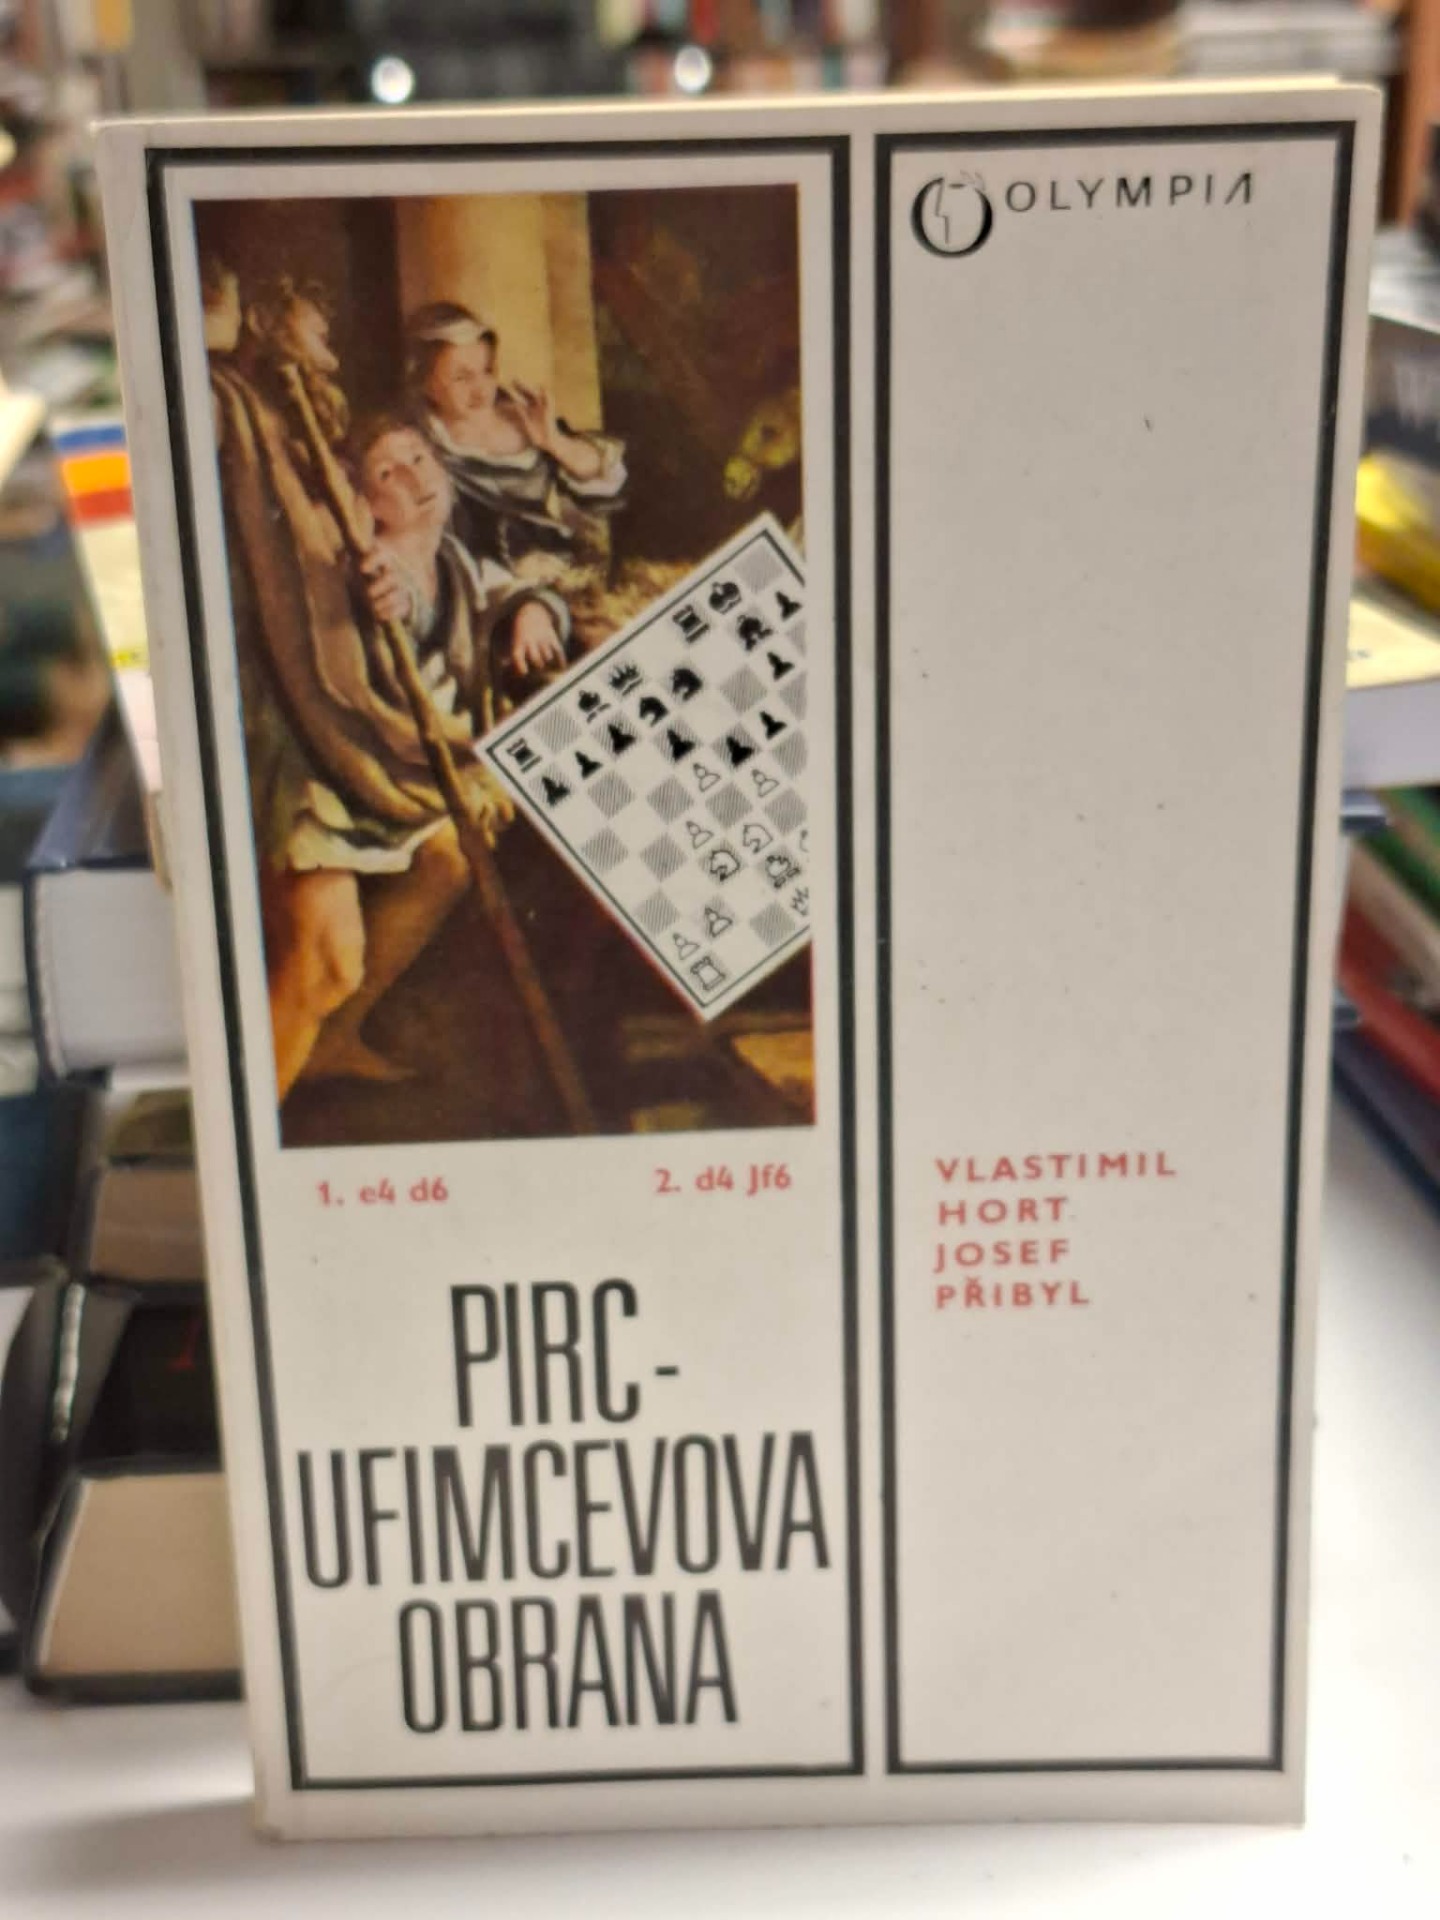 OLYMPIA
1. e4 d6 2. d4 Jf6
PIRC-
UFIMCEVOVA
OBRANA
VLASTIMIL
HORT
JOSEF
PŘIBYL